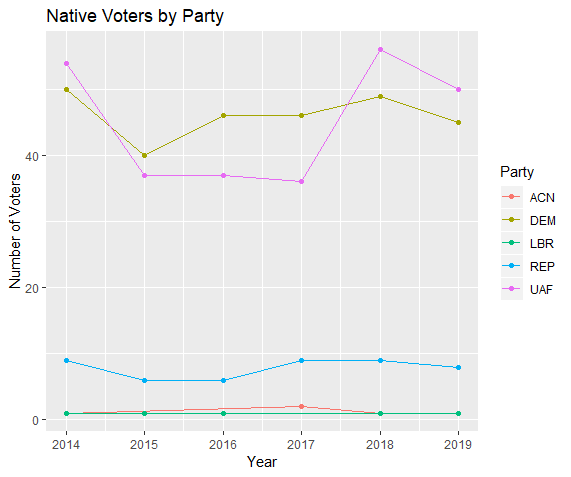 Native Voters by Party
Number of Voters
40
20
0
2014 2015 2016 2017 2018 2019
Year
Party
ACN
DEM
LBR
REP
UAF